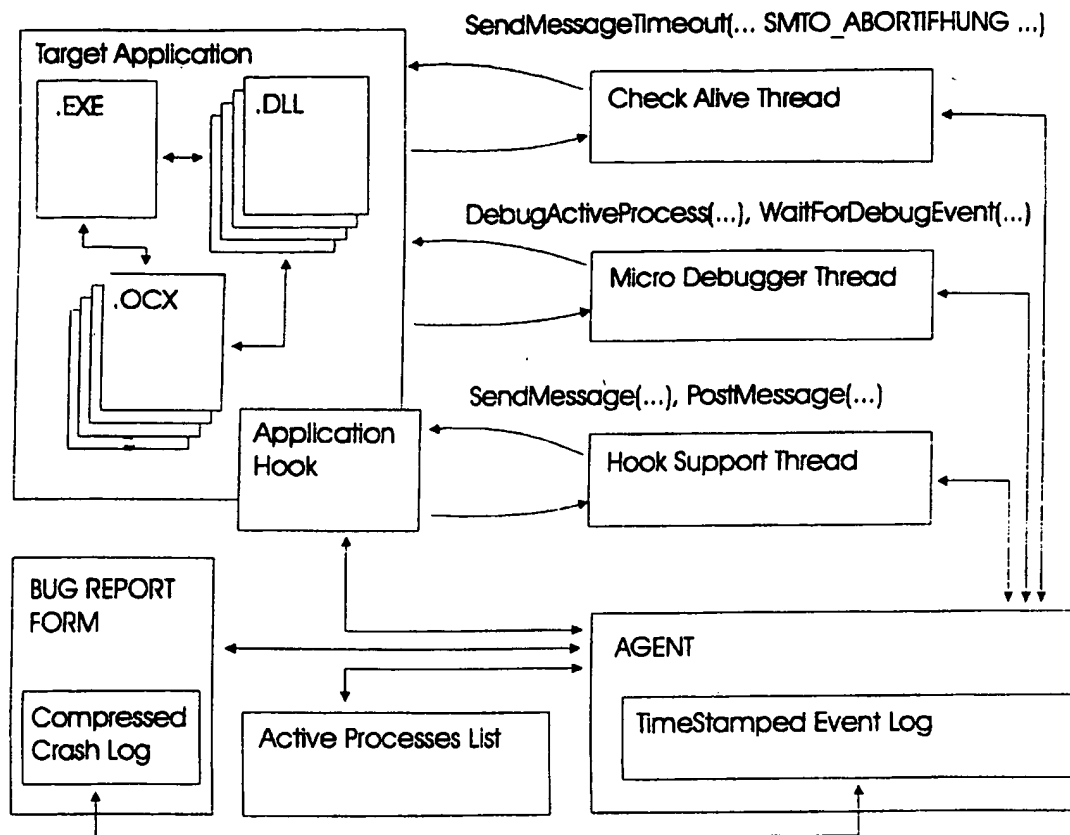 SendMessageTimeout(... SMTO_ABORTIFHUNG ...)
Target Application
.EXE
.DLL
Check Alive Thread
DebugActiveProcess(...), WaitForDebugEvent(...)
.OCX
Micro Debugger Thread
SendMessage(...), PostMessage(...)
Application
Hook
Hook Support Thread
BUG REPORT
FORM
AGENT
Compressed
Crash Log
Active Processes List
TimeStamped Event Log